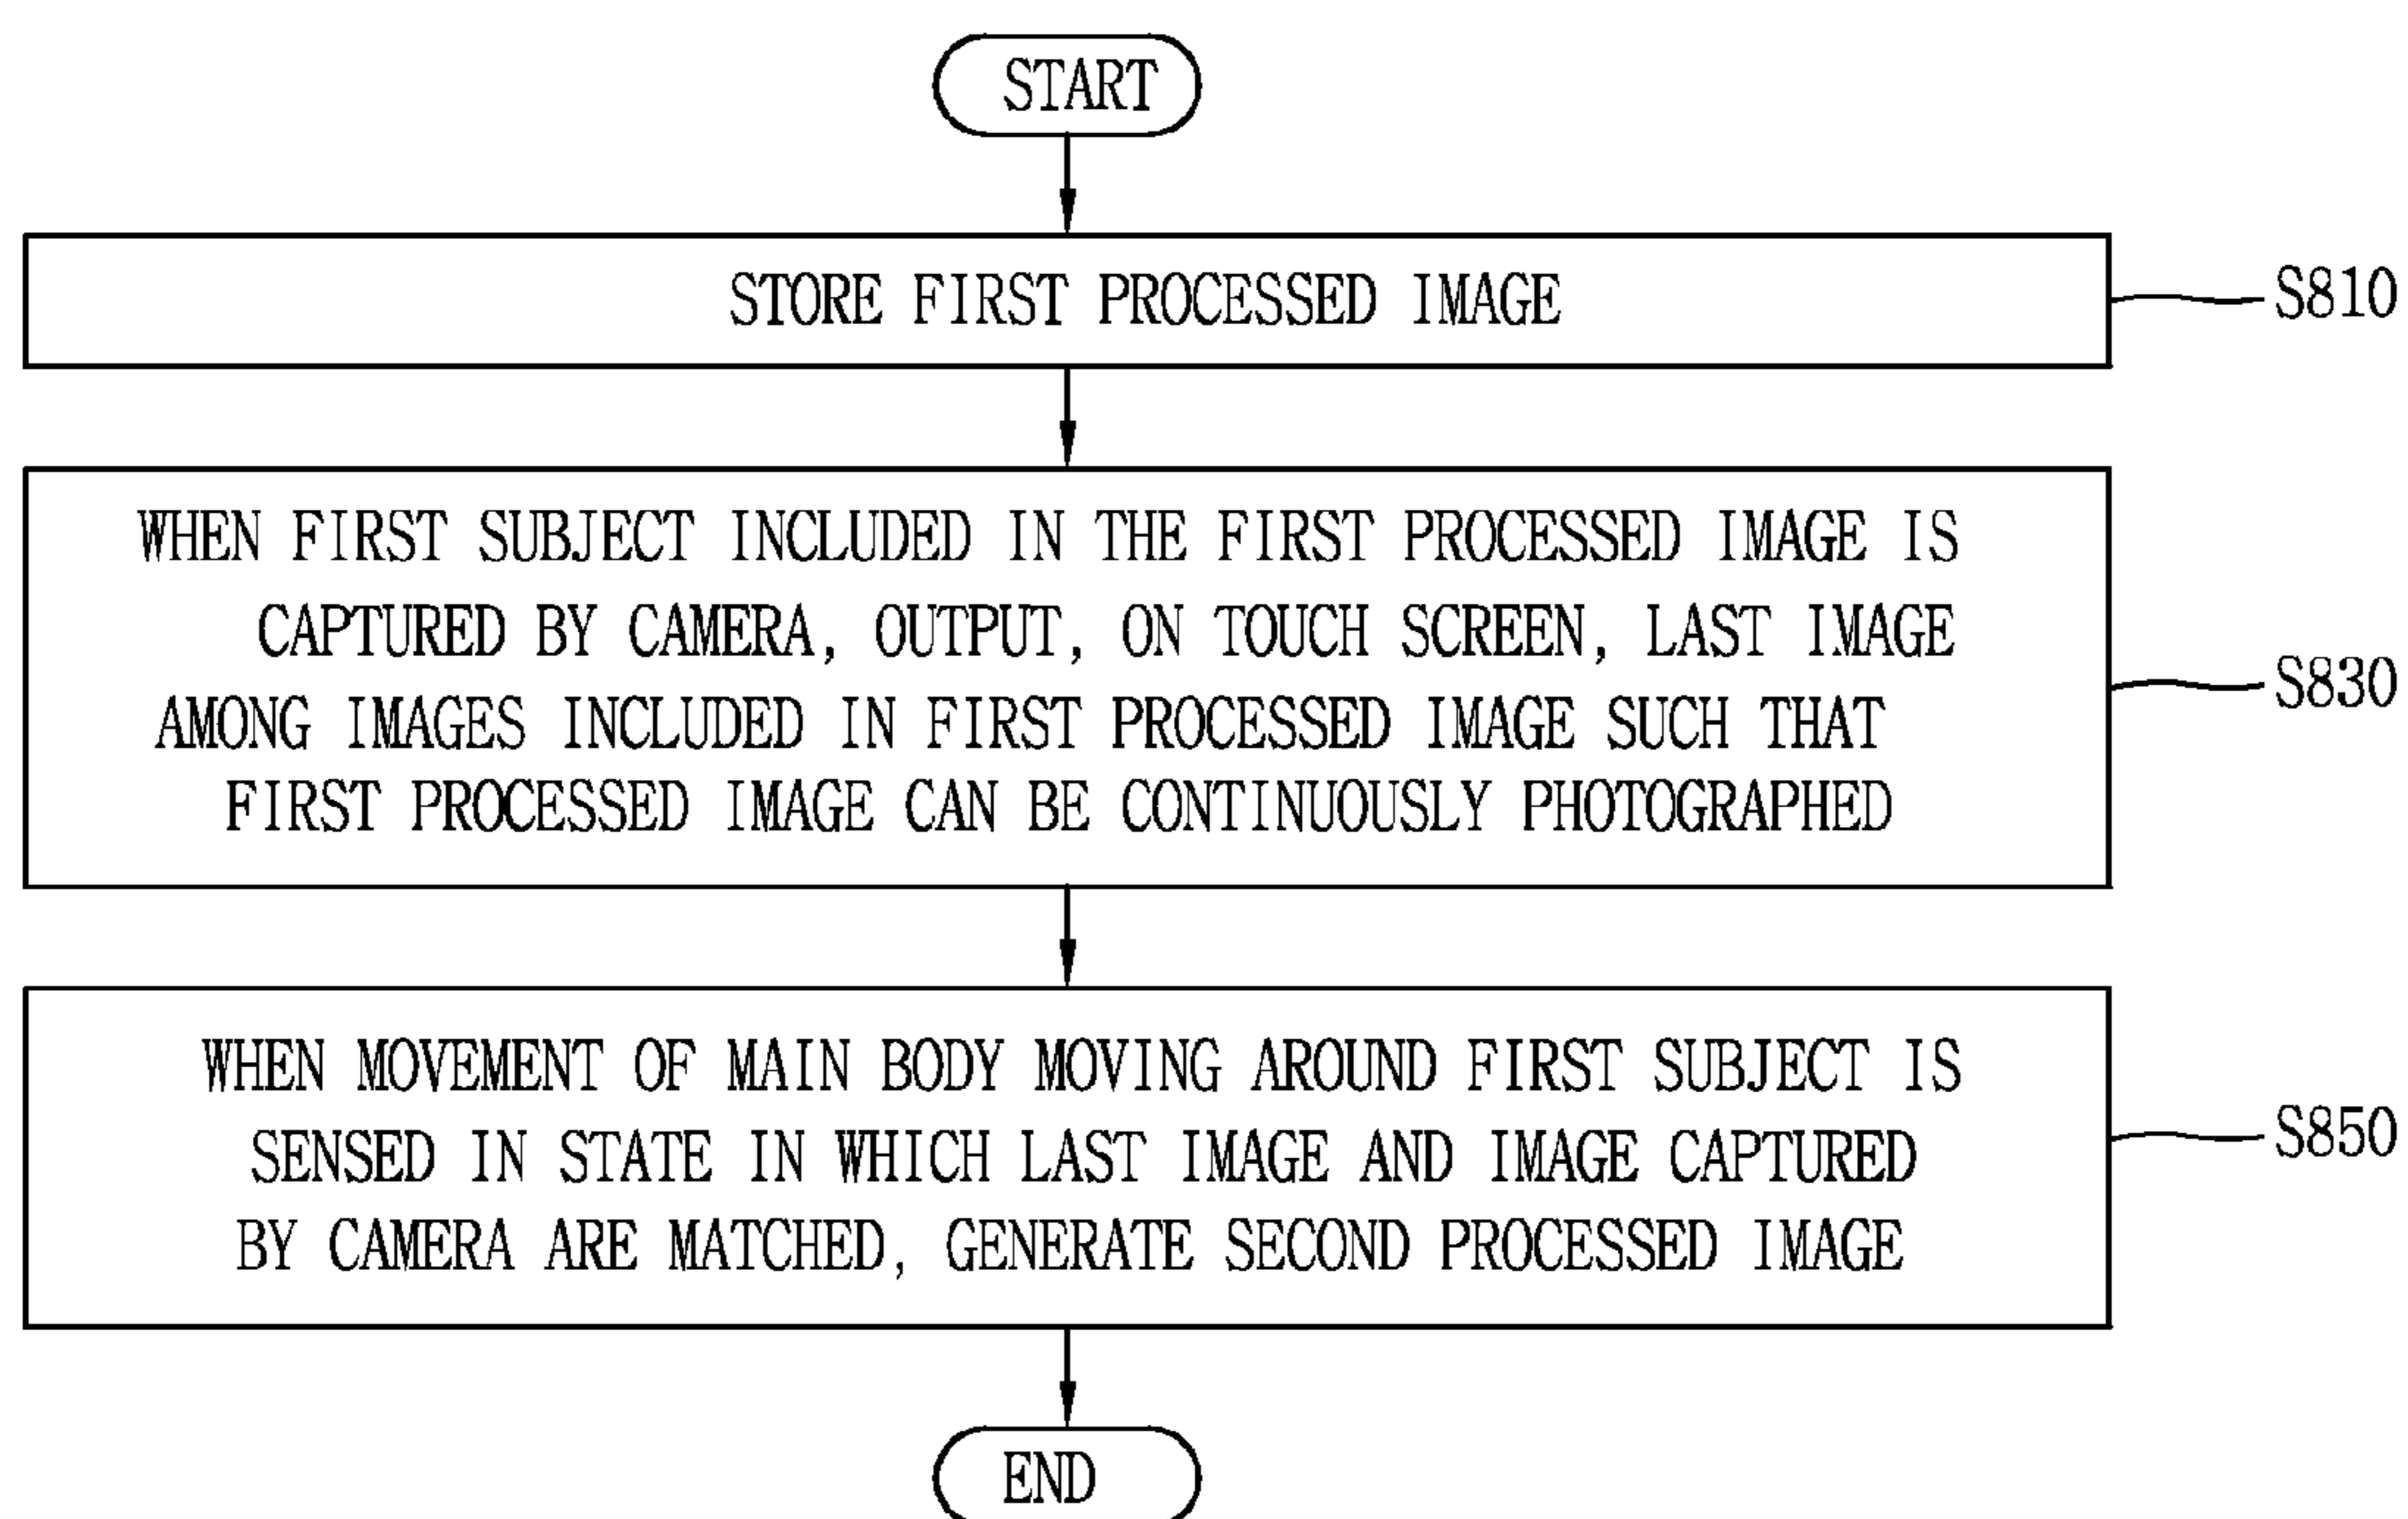 START
STORE FIRST PROCESSED IMAGE
S810
WHEN FIRST SUBJECT INCLUDED IN THE FIRST PROCESSED IMAGE IS
CAPTURED BY CAMERA, OUTPUT, ON TOUCH SCREEN, LAST IMAGE
AMONG IMAGES INCLUDED IN FIRST PROCESSED IMAGE SUCH THAT
FIRST PROCESSED IMAGE CAN BE CONTINUOUSLY PHOTOGRAPHED
S830
WHEN MOVEMENT OF MAIN BODY MOVING AROUND FIRST SUBJECT IS
SENSED IN STATE IN WHICH LAST IMAGE AND IMAGE CAPTURED
BY CAMERA ARE MATCHED, GENERATE SECOND PROCESSED IMAGE
S850
END